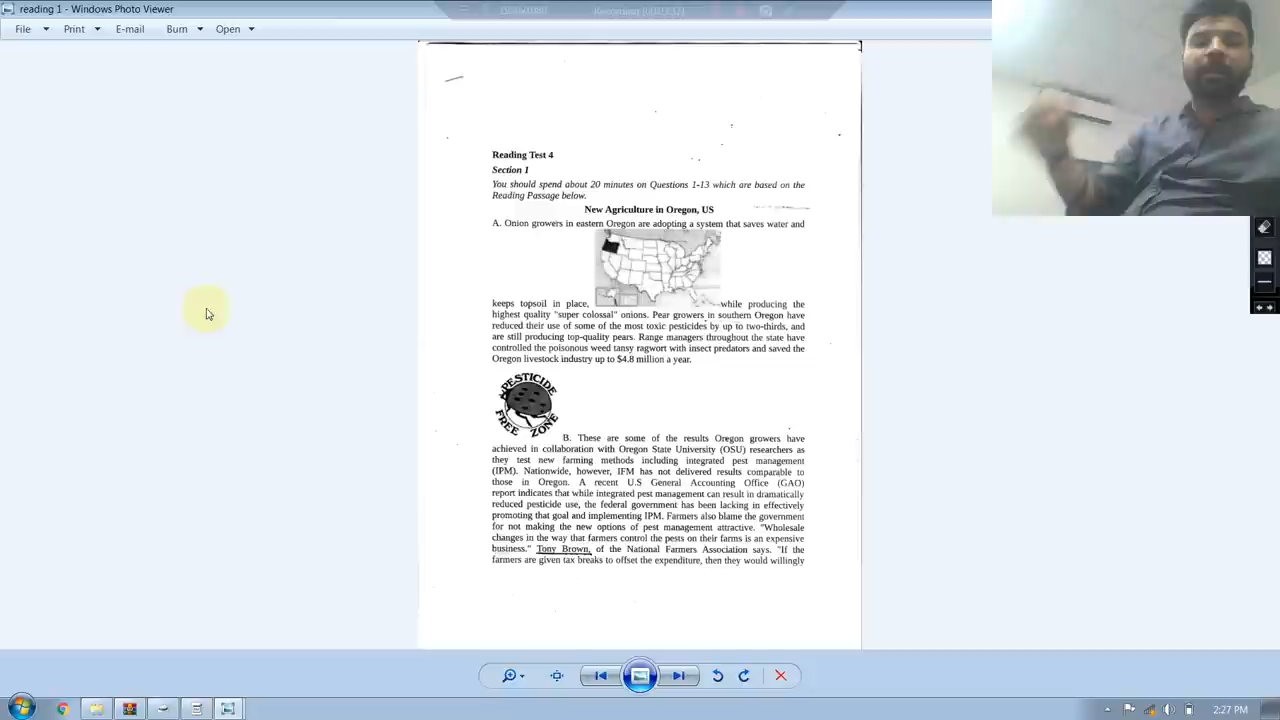 reading 1 - Windows Photo Viewer
File Print E-mail Burn Open
Reading Test 4
Section 1
You should spend about 20 minutes on Questions 1-13 which are based on the
Reading Passage below.
New Agriculture in Oregon, US
A. Onion growers in eastern Oregon are adopting a system that saves water and
keeps topsoil in place, while producing the
highest quality "super colossal" onions. Pear growers in southern Oregon have
reduced their use of some of the most toxic pesticides by up to two-thirds, and
are still producing top-quality pears. Range managers throughout the state have
controlled the poisonous weed tansy ragwort with insect predators and saved the
Oregon livestock industry up to $4.8 million a year.
PESTICIDE
FREE ZONE
B. These are some of the results Oregon growers have
achieved in collaboration with Oregon State University (OSU) researchers as
they test new farming methods including integrated pest management
(IPM). Nationwide, however, IFM has not delivered results comparable to
those in Oregon. A recent U.S General Accounting Office (GAO)
report indicates that while integrated pest management can result in dramatically
reduced pesticide use, the federal government has been lacking in effectively
promoting that goal and implementing IPM. Farmers also blame the government
for not making the new options of pest management attractive. "Wholesale
changes in the way that farmers control the pests on their farms is an expensive
business." Tony Brown, of the National Farmers Association says. "If the
farmers are given tax breaks to offset the expenditure, then they would willingly
2:27 PM